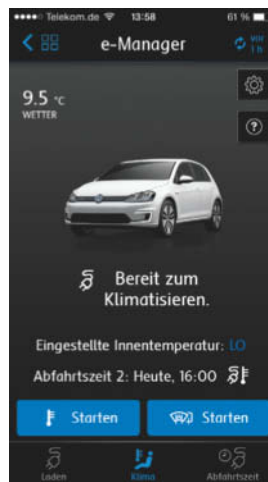 Telekom.de 13:58 61 %
e-Manager
vor
1 h
9.5 °C
WETTER
?
Bereit zum
Klimatisieren.
Eingestellte Innentemperatur: LO
Abfahrtszeit 2: Heute, 16:00
Starten Starten
Laden Klima Abfahrtszeit